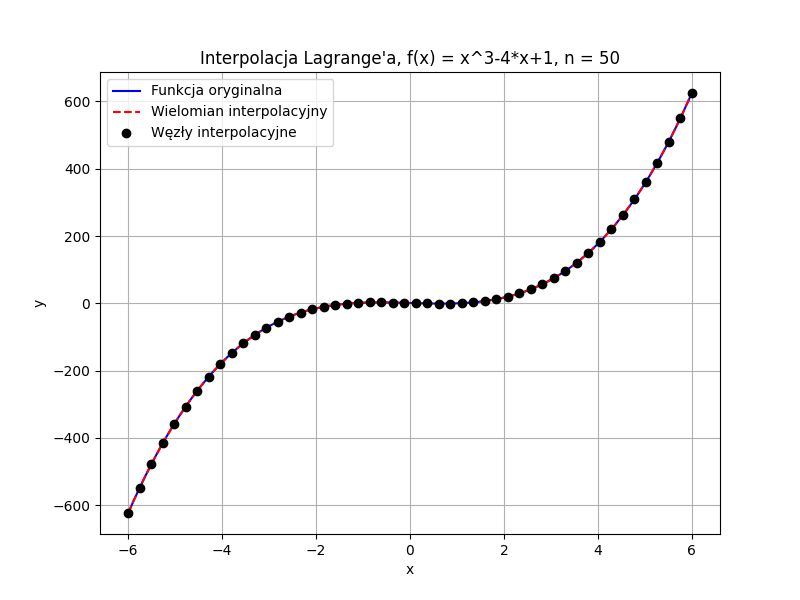 Interpolacja Lagrange'a, f(x) = x^3-4*x+1, n = 50
Funkcja oryginalna
Wielomian interpolacyjny
Węzły interpolacyjne
600
400
200
0
−200
−400
−600
y
−6
−4
−2
0
2
4
6
x